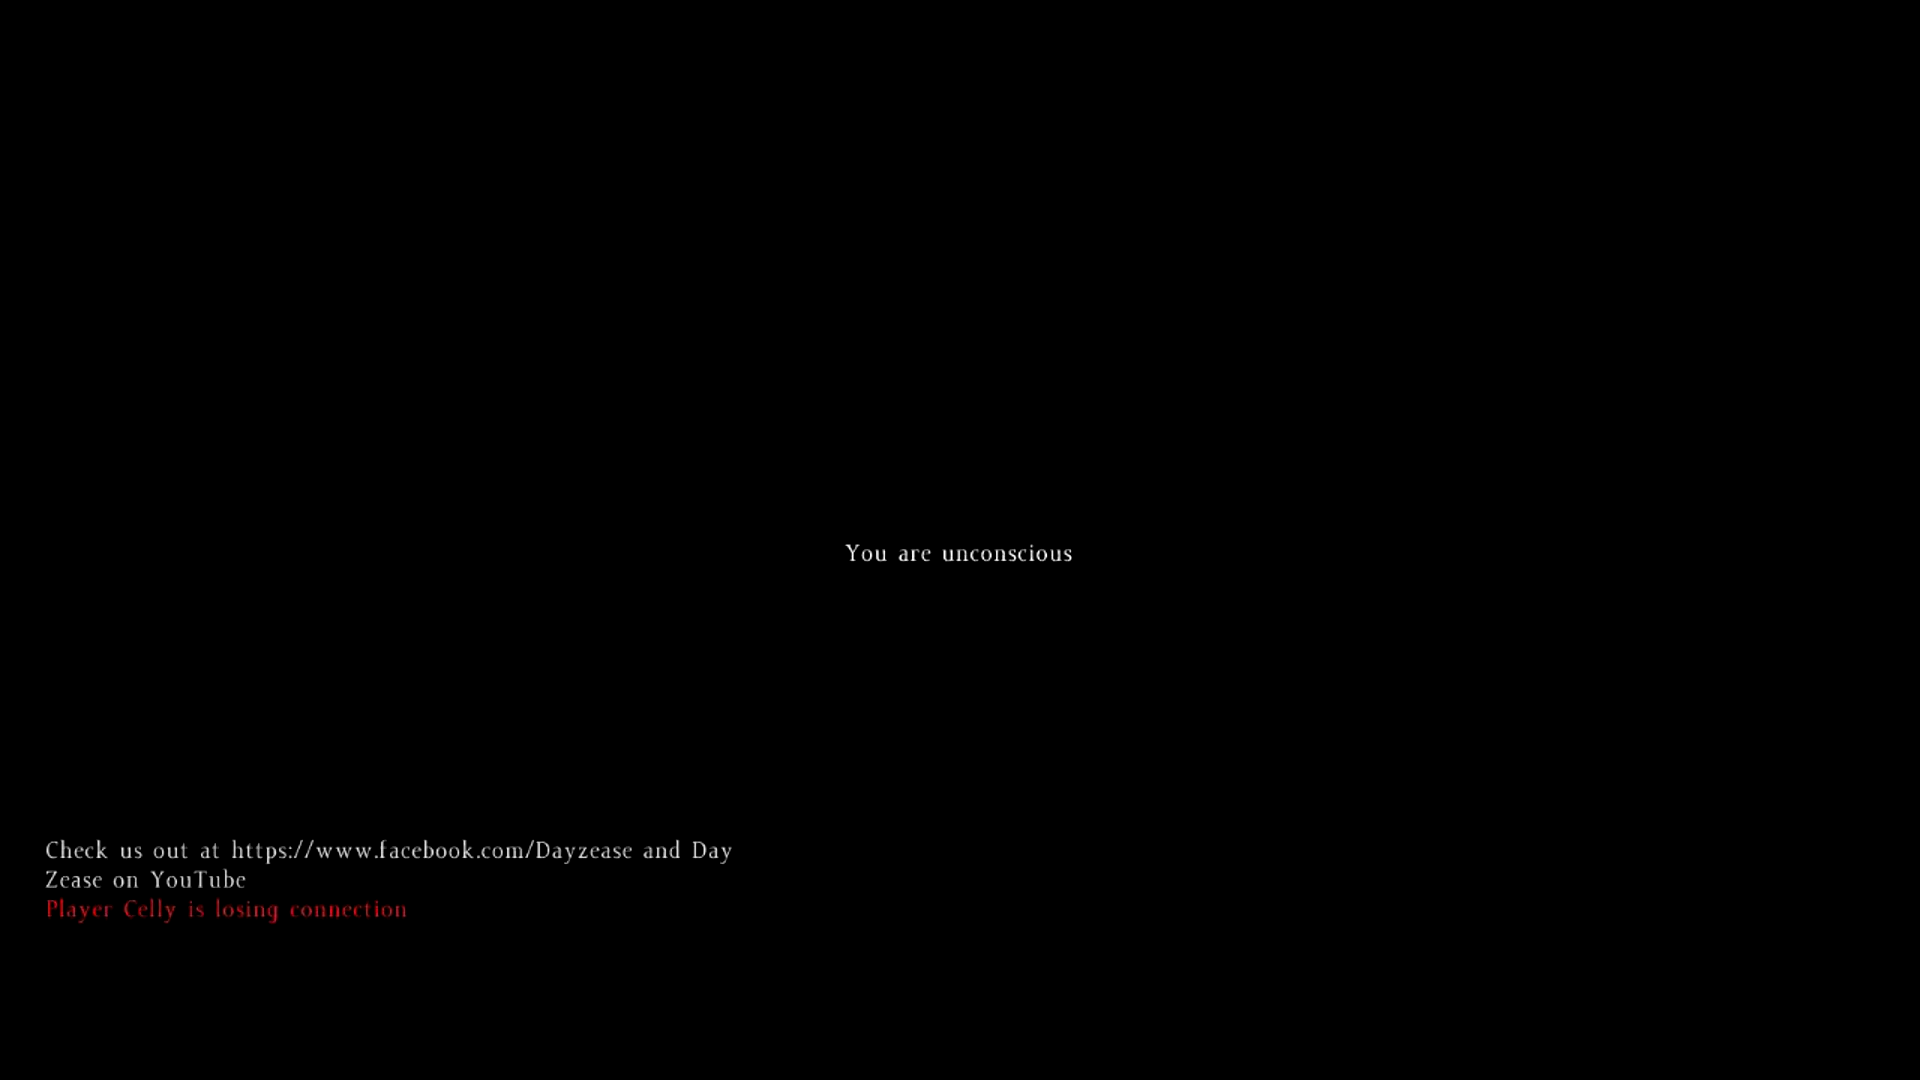 You are unconscious
Check us out at https://www.facebook.com/Dayzease and Day
Zease on YouTube
Player Celly is losing connection